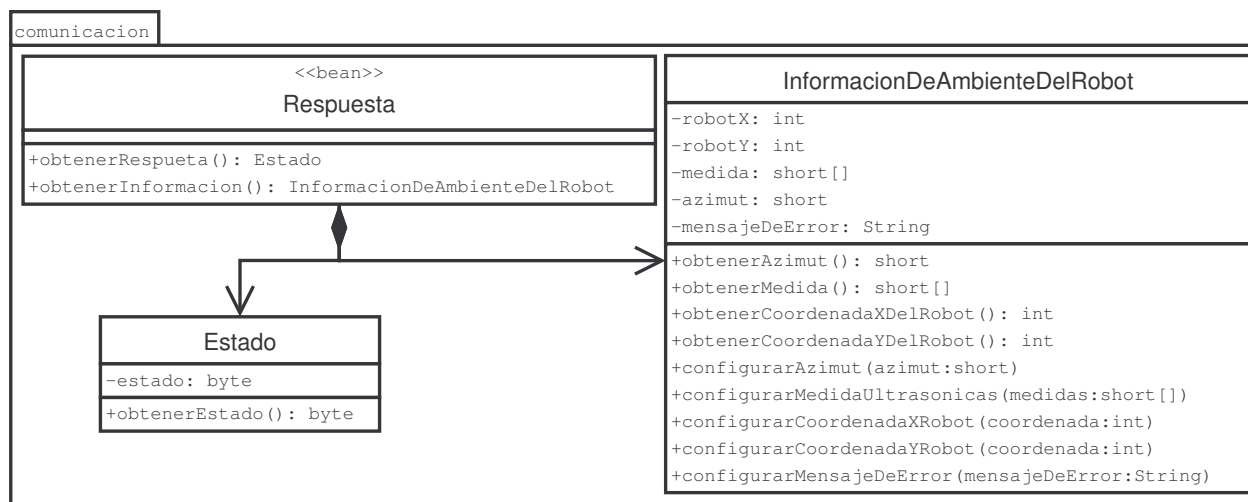 comunicacion
<<bean>>
Respuesta
+obtenerRespueta(): Estado
+obtenerInformacion(): InformacionDeAmbienteDelRobot
InformacionDeAmbienteDelRobot
-robotX: int
-robotY: int
-medida: short[]
-azimut: short
-mensajeDeError: String
+obtenerAzimut(): short
+obtenerMedida(): short[]
+obtenerCoordenadaXDelRobot(): int
+obtenerCoordenadaYDelRobot(): int
+configurarAzimut(azimut:short)
+configurarMedidaUltrasonicas(medidas:short[])
+configurarCoordenadaXRobot(coordenada:int)
+configurarCoordenadaYRobot(coordenada:int)
+configurarMensajeDeError(mensajeDeError:String)
Estado
-estado: byte
+obtenerEstado(): byte